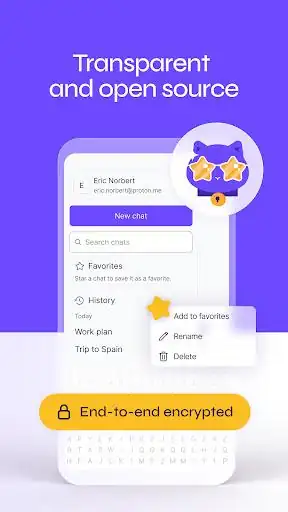 Transparent
and open source
E
Eric Norbert
eric.norbert@proton.me
New chat
Search chats
Favorites
Star a chat to save it as a favorite.
History
Today
Add to favorites
Work plan
Rename
Trip to Spain
Delete
End-to-end encrypted